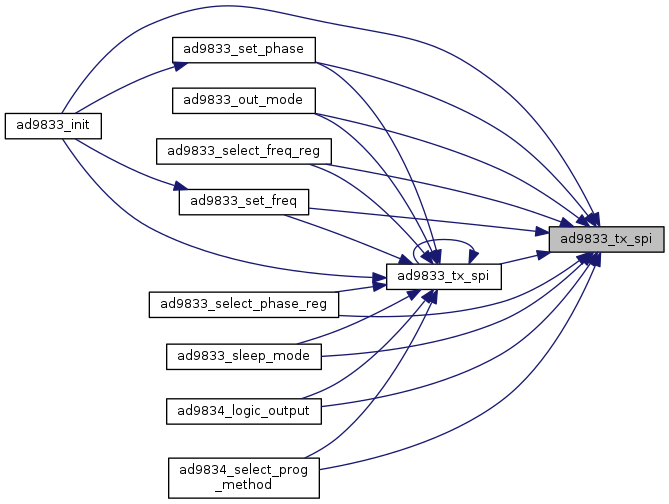 ad9833_set_phase
ad9833_out_mode
ad9833_init
ad9833_select_freq_reg
ad9833_set_freq
ad9833_tx_spi
ad9833_tx_spi
ad9833_select_phase_reg
ad9833_sleep_mode
ad9834_logic_output
ad9834_select_prog
_method